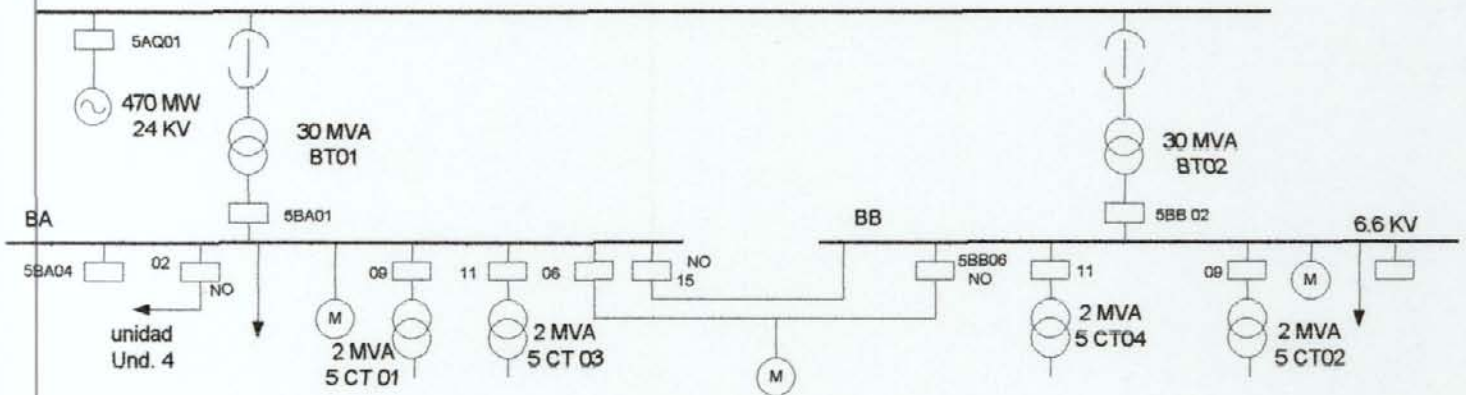 5AQ01
470 MW
24 KV
30 MVA
BT01
30 MVA
BT02
BA
5BA01
BB
5BB 02
6.6 KV
5BA04
02
NO
09
11
06
NO
15
5BB06
NO
11
09
M
unidad
Und. 4
M
2 MVA
5 CT 01
2 MVA
5 CT 03
M
2 MVA
5 CT04
2 MVA
5 CT02